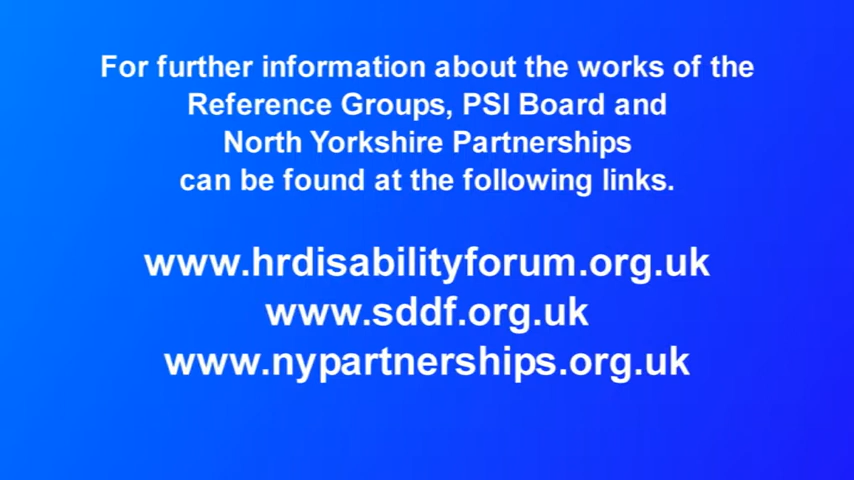 For further information about the works of the
Reference Groups, PSI Board and
North Yorkshire Partnerships
can be found at the following links.
www.hrdisabilityforum.org.uk
www.sddf.org.uk
www.nypartnerships.org.uk